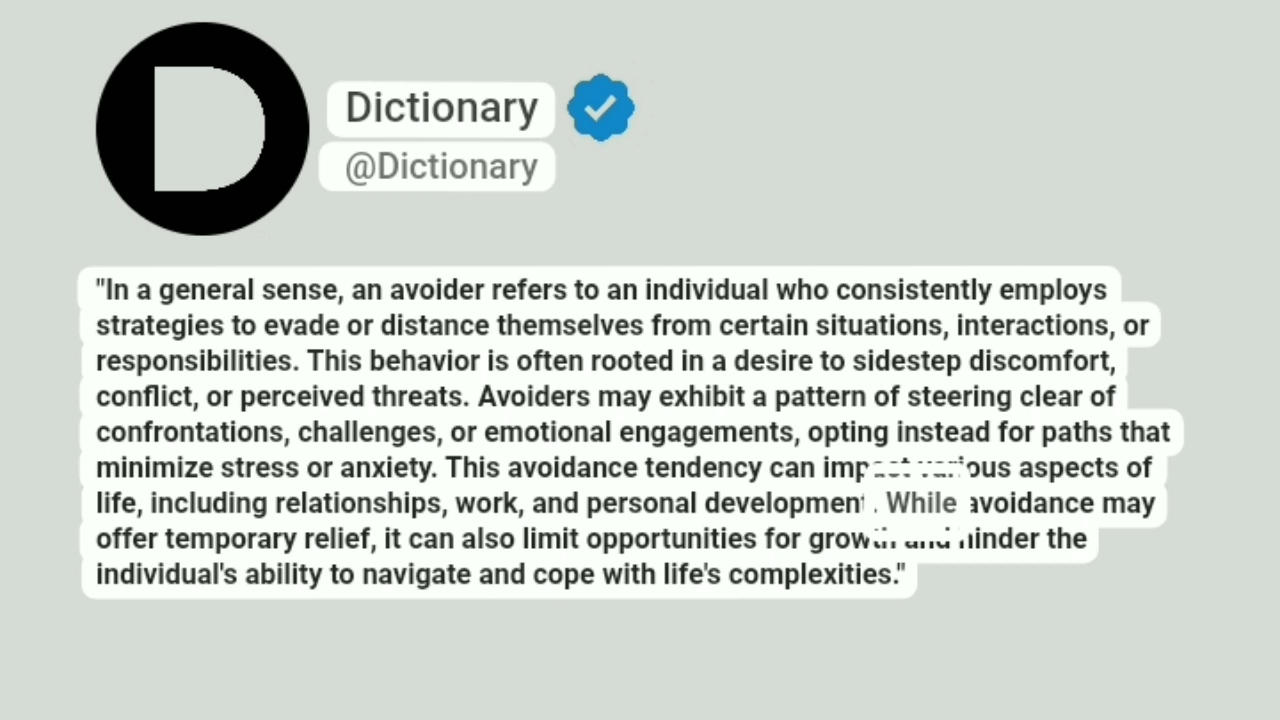 D
Dictionary
@Dictionary
"In a general sense, an avoider refers to an individual who consistently employs
strategies to evade or distance themselves from certain situations, interactions, or
responsibilities. This behavior is often rooted in a desire to sidestep discomfort,
conflict, or perceived threats. Avoiders may exhibit a pattern of steering clear of
confrontations, challenges, or emotional engagements, opting instead for paths that
minimize stress or anxiety. This avoidance tendency can impact various aspects of
life, including relationships, work, and personal development. While avoidance may
offer temporary relief, it can also limit opportunities for growth and hinder the
individual's ability to navigate and cope with life's complexities."